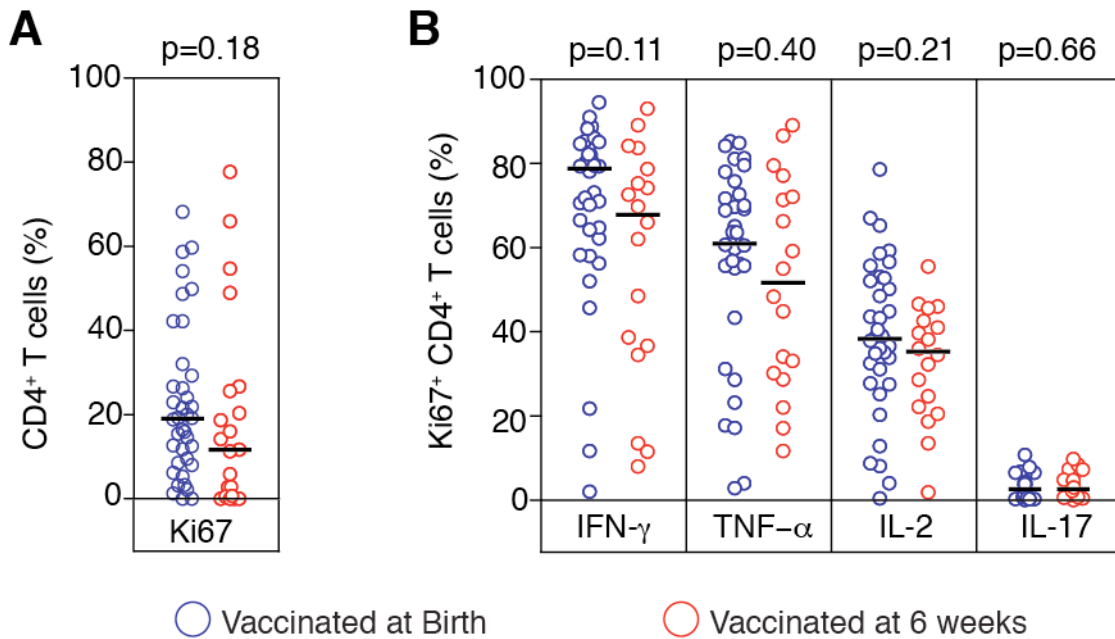 A
p=0.18
CD4+ T cells (%)
100
80
60
40
20
0
Ki67
B
p=0.11 p=0.40 p=0.21 p=0.66
Ki67+ CD4+ T cells (%)
100
80
60
40
20
0
IFN-γ TNF-α IL-2 IL-17
Vaccinated at Birth Vaccinated at 6 weeks